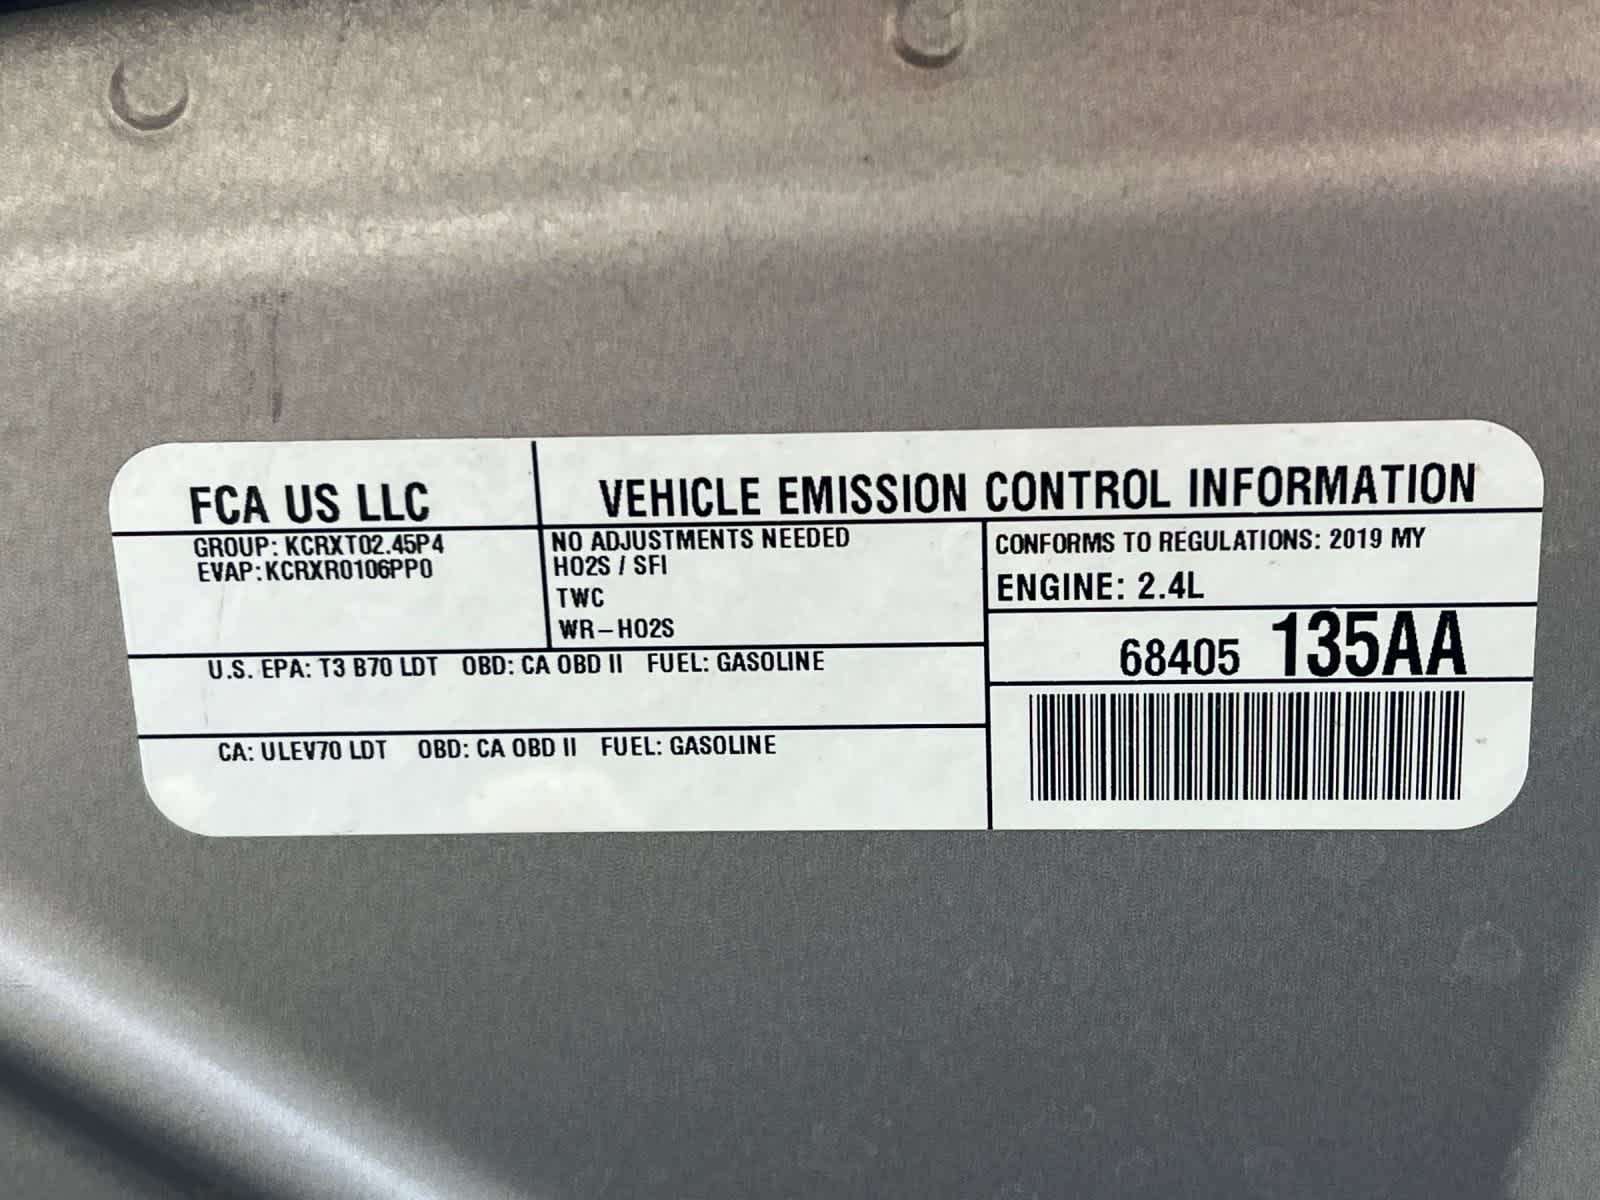 FCA US LLC
VEHICLE EMISSION CONTROL INFORMATION
GROUP: KCRXT02.45P4
EVAP:KCRXR0106PP0
NO ADJUSTMENTS NEEDED
HO2S / SFI
TWC
WR-HO2S
CONFORMS TO REGULATIONS: 2019 MY
ENGINE: 2.4L
68405 135AA
U.S. EPA: T3 B70 LDT OBD: CA OBD II FUEL: GASOLINE
CA: ULEV70 LDT OBD: CA OBD II FUEL: GASOLINE